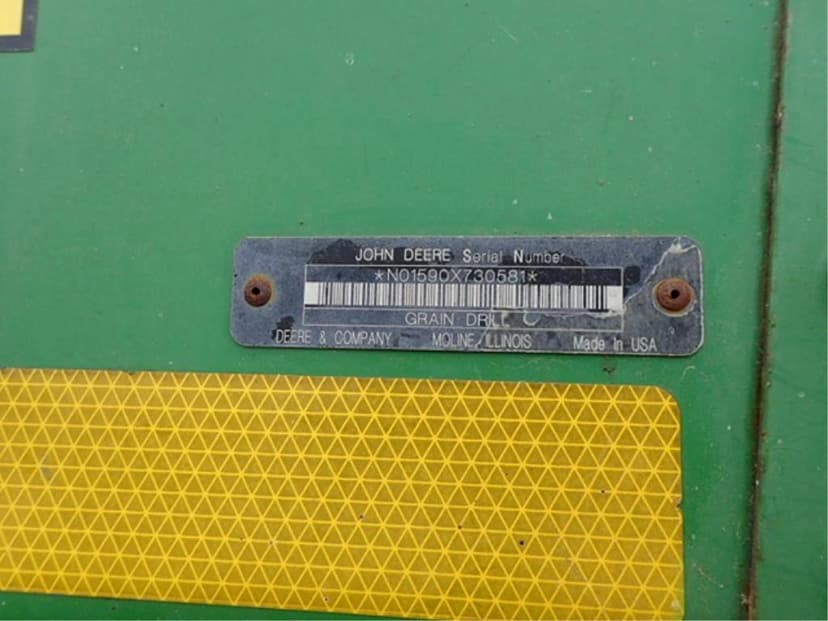 JOHN DEERE Serial Number
*N01590X730581*
GRAIN DRILL
DEERE & COMPANY MOLINE, ILLINOIS Made In USA